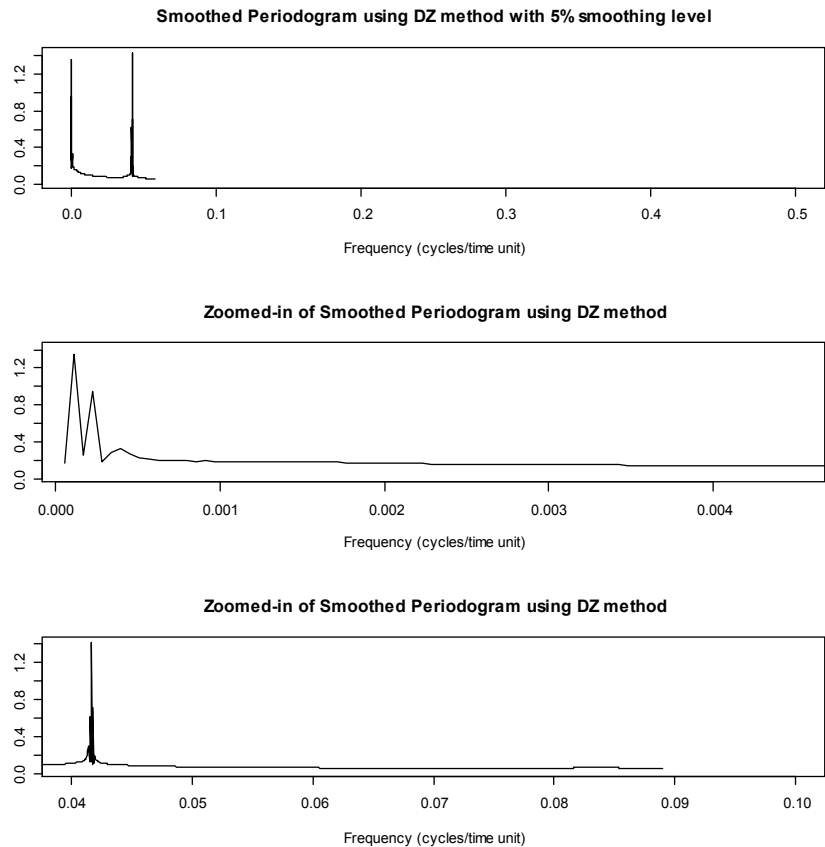 Smoothed Periodogram using DZ method with 5% smoothing level
0.0 0.4 0.8 1.2
0.0 0.1 0.2 0.3 0.4 0.5
Frequency (cycles/time unit)
Zoomed-in of Smoothed Periodogram using DZ method
0.0 0.4 0.8 1.2
0.000 0.001 0.002 0.003 0.004
Frequency (cycles/time unit)
Zoomed-in of Smoothed Periodogram using DZ method
0.0 0.4 0.8 1.2
0.04 0.05 0.06 0.07 0.08 0.09 0.10
Frequency (cycles/time unit)